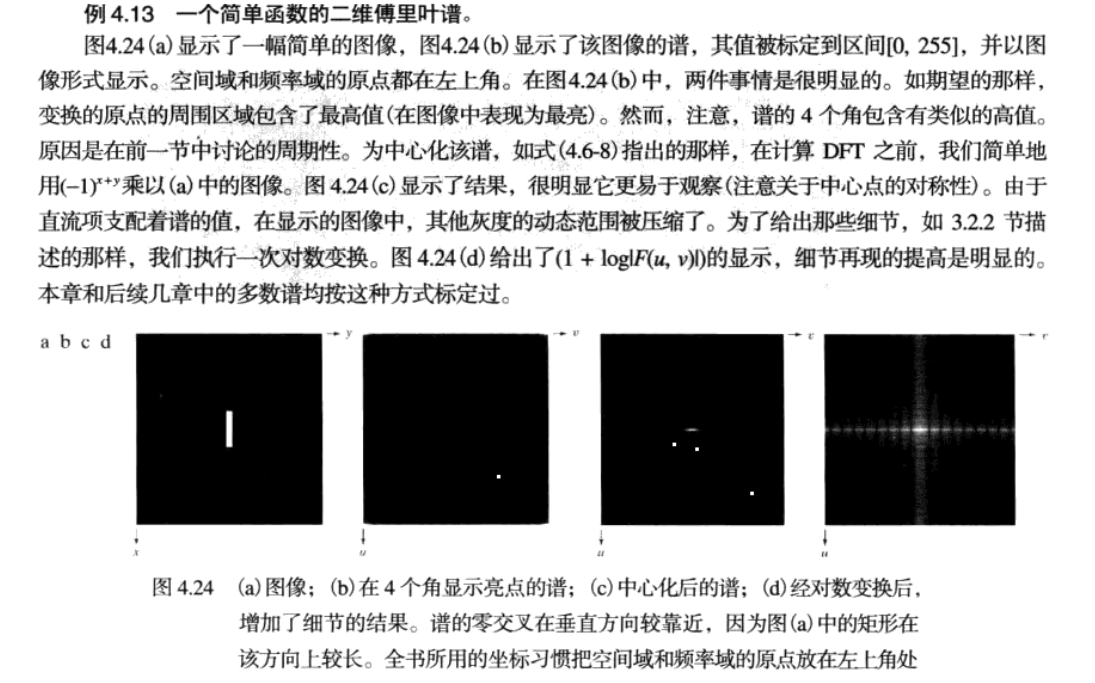 例 4.13 一个简单函数的二维傅里叶谱。
图4.24(a)显示了一幅简单的图像，图4.24(b)显示了该图像的谱，其值被标定到区间[0, 255]，并以图
像形式显示。空间域和频率域的原点都在左上角。在图4.24(b)中，两件事情是很明显的。如期望的那样，
变换的原点的周围区域包含了最高值(在图像中表现为最亮)。然而，注意，谱的 4 个角包含有类似的高值。
原因是在前一节中讨论的周期性。为中心化该谱，如式(4.6-8)指出的那样，在计算 DFT 之前，我们简单地
用(−1)ˣ⁺ʸ乘以(a)中的图像。图 4.24(c)显示了结果，很明显它更易于观察(注意关于中心点的对称性)。由于
直流项支配着谱的值，在显示的图像中，其他灰度的动态范围被压缩了。为了给出那些细节，如 3.2.2 节描
述的那样，我们执行一次对数变换。图 4.24(d)给出了(1 + log|F(u, v)|)的显示，细节再现的提高是明显的。
本章和后续几章中的多数谱均按这种方式标定过。
a b c d
y
v
v
v
x
u
u
u
图 4.24 (a)图像；(b)在 4 个角显示亮点的谱；(c)中心化后的谱；(d)经对数变换后，
增加了细节的结果。谱的零交叉在垂直方向较靠近，因为图(a)中的矩形在
该方向上较长。全书所用的坐标习惯把空间域和频率域的原点放在左上角处